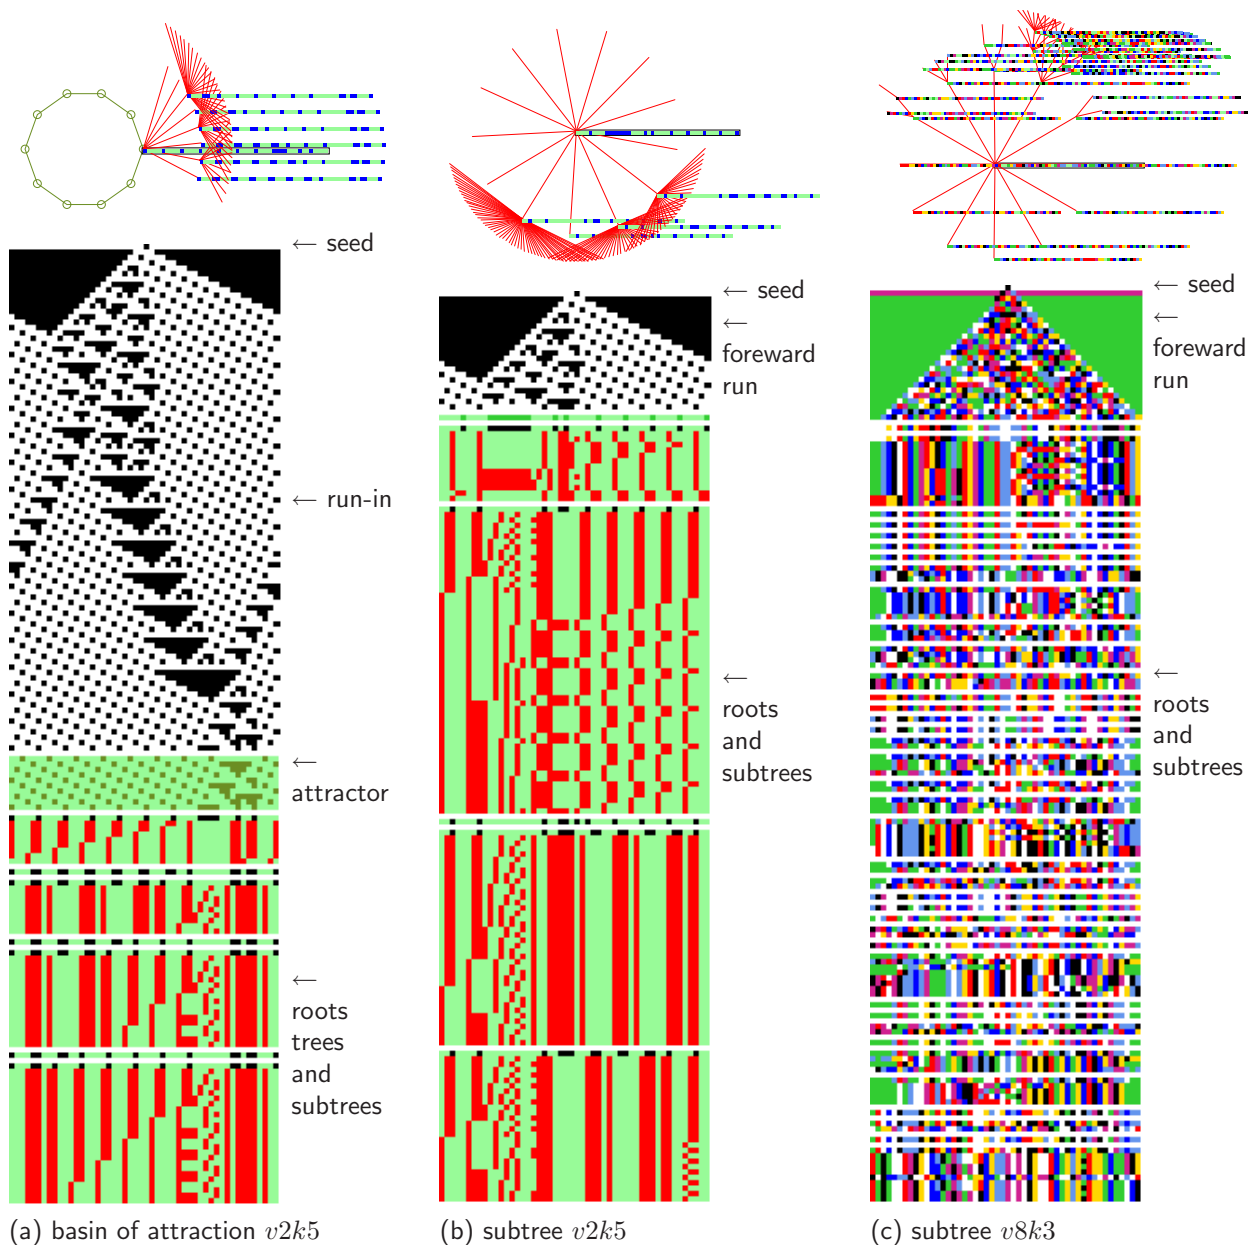 ← seed
← run-in
←
attractor
←
roots
trees
and
subtrees
(a) basin of attraction v2k5
← seed
←
foreward
run
←
roots
and
subtrees
(b) subtree v2k5
← seed
←
foreward
run
←
roots
and
subtrees
(c) subtree v8k3